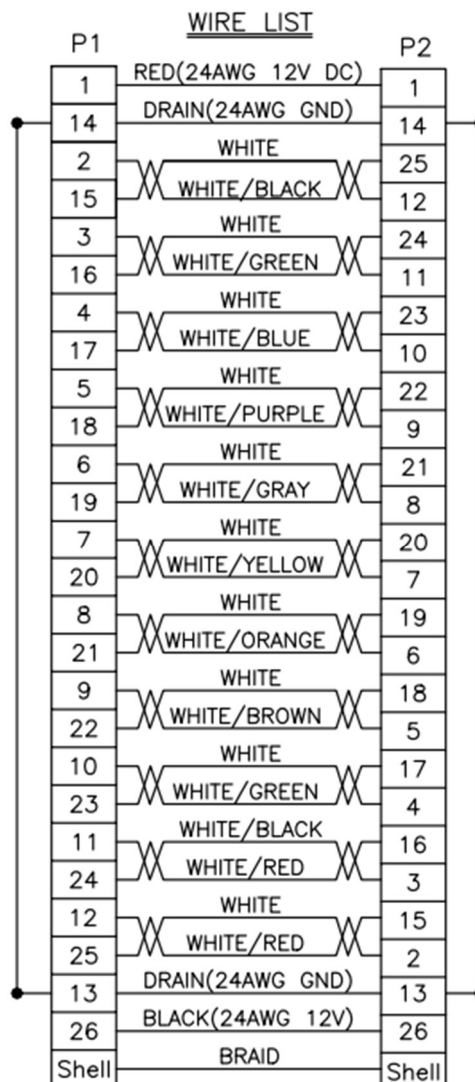 WIRE LIST
P1 P2
1 RED(24AWG 12V DC) 1
14 DRAIN(24AWG GND) 14
2 WHITE 25
15 WHITE/BLACK 12
3 WHITE 24
16 WHITE/GREEN 11
4 WHITE 23
17 WHITE/BLUE 10
5 WHITE 22
18 WHITE/PURPLE 9
6 WHITE 21
19 WHITE/GRAY 8
7 WHITE 20
20 WHITE/YELLOW 7
8 WHITE 19
21 WHITE/ORANGE 6
9 WHITE 18
22 WHITE/BROWN 5
10 WHITE 17
23 WHITE/GREEN 4
11 WHITE/BLACK 16
24 WHITE/RED 3
12 WHITE 15
25 WHITE/RED 2
13 DRAIN(24AWG GND) 13
26 BLACK(24AWG 12V) 26
Shell BRAID Shell